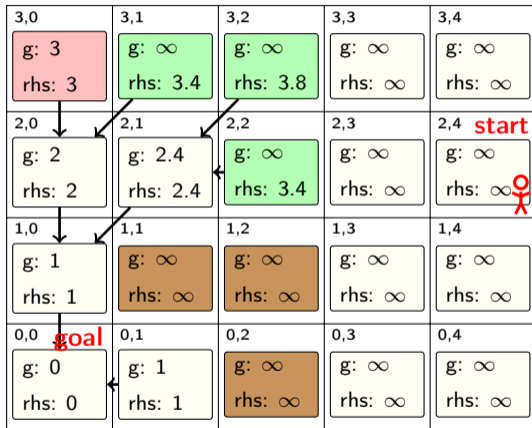 3,0 3,1 3,2 3,3 3,4
g: 3 g: ∞ g: ∞ g: ∞ g: ∞
rhs: 3 rhs: 3.4 rhs: 3.8 rhs: ∞ rhs: ∞
2,0 2,1 2,2 2,3 2,4 start
g: 2 g: 2.4 g: ∞ g: ∞ g: ∞
rhs: 2 rhs: 2.4 rhs: 3.4 rhs: ∞ rhs: ∞
1,0 1,1 1,2 1,3 1,4
g: 1 g: ∞ g: ∞ g: ∞ g: ∞
rhs: 1 rhs: ∞ rhs: ∞ rhs: ∞ rhs: ∞
0,0 goal 0,1 0,2 0,3 0,4
g: 0 g: 1 g: ∞ g: ∞ g: ∞
rhs: 0 rhs: 1 rhs: ∞ rhs: ∞ rhs: ∞